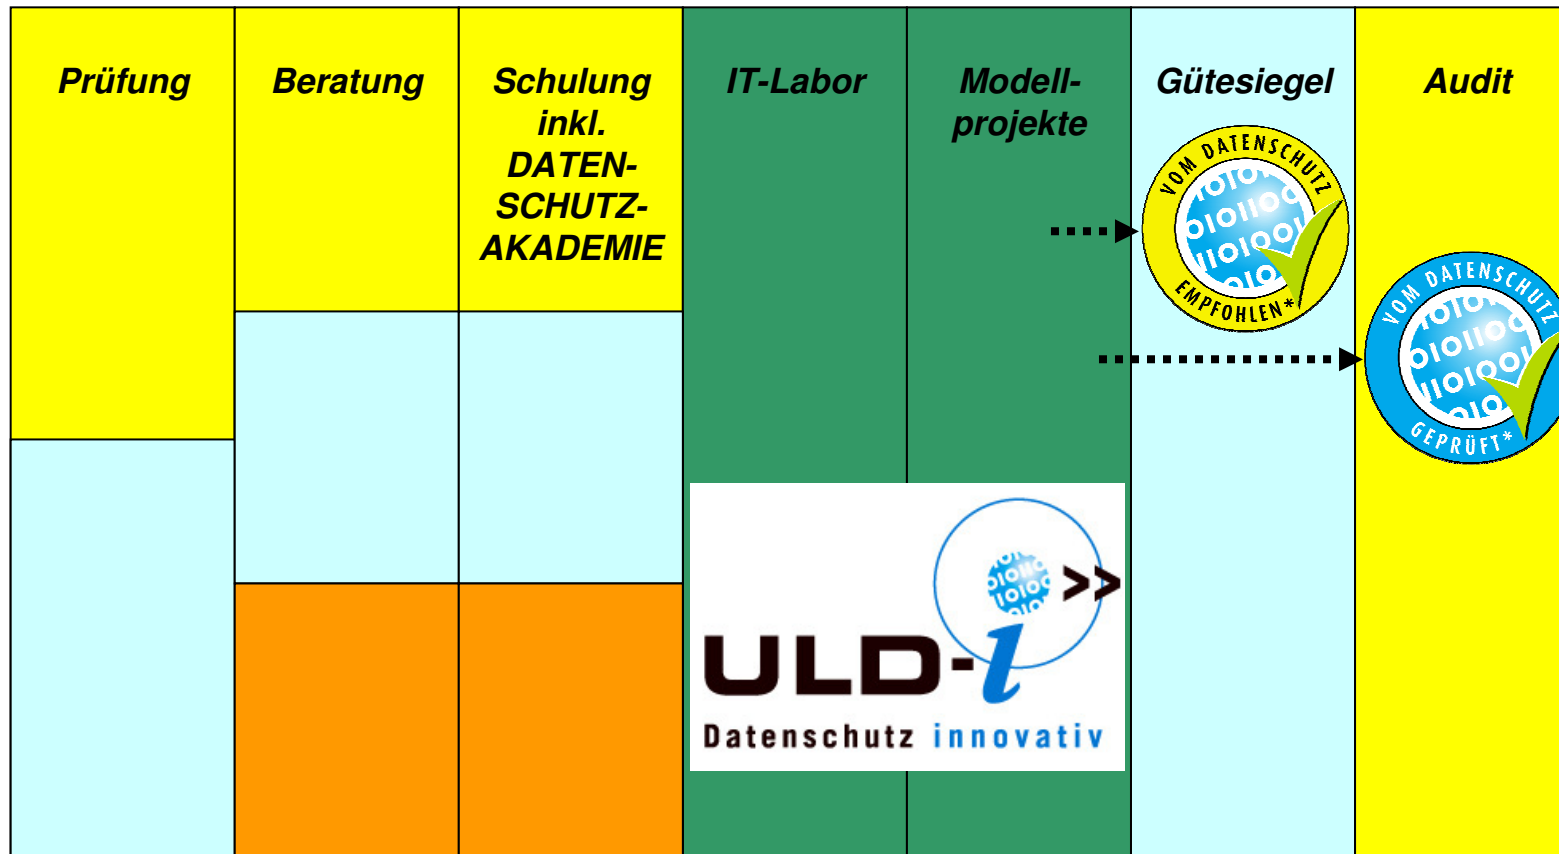 Prüfung
Beratung
Schulung
inkl.
DATEN-
SCHUTZ-
AKADEMIE
IT-Labor
Modell-
projekte
Gütesiegel
Audit
VOM DATENSCHUTZ
EMPFOHLEN*
VOM DATENSCHUTZ
GEPRÜFT*
>>
ULD-i
Datenschutz innovativ